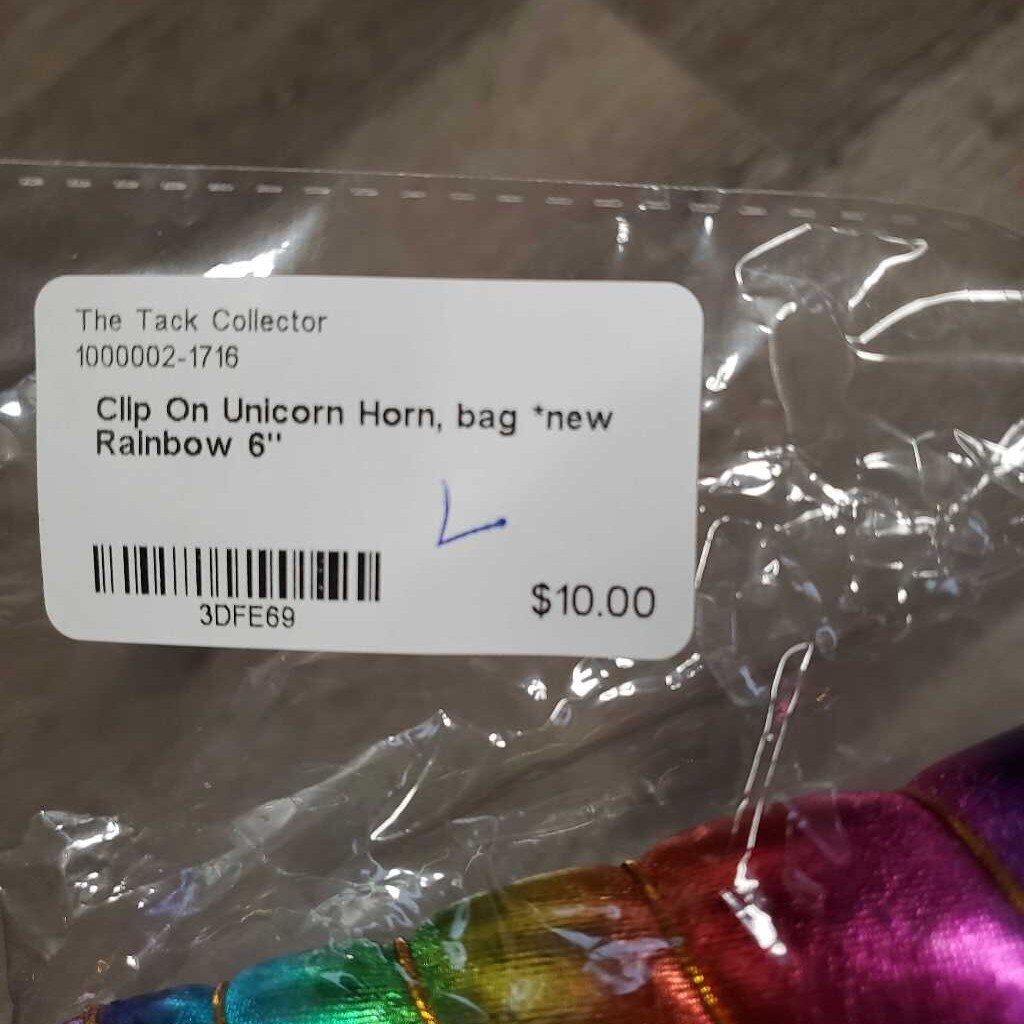 The Tack Collector
1000002-1716
Clip On Unicorn Horn, bag *new
Rainbow 6"
3DFE69
$10.00